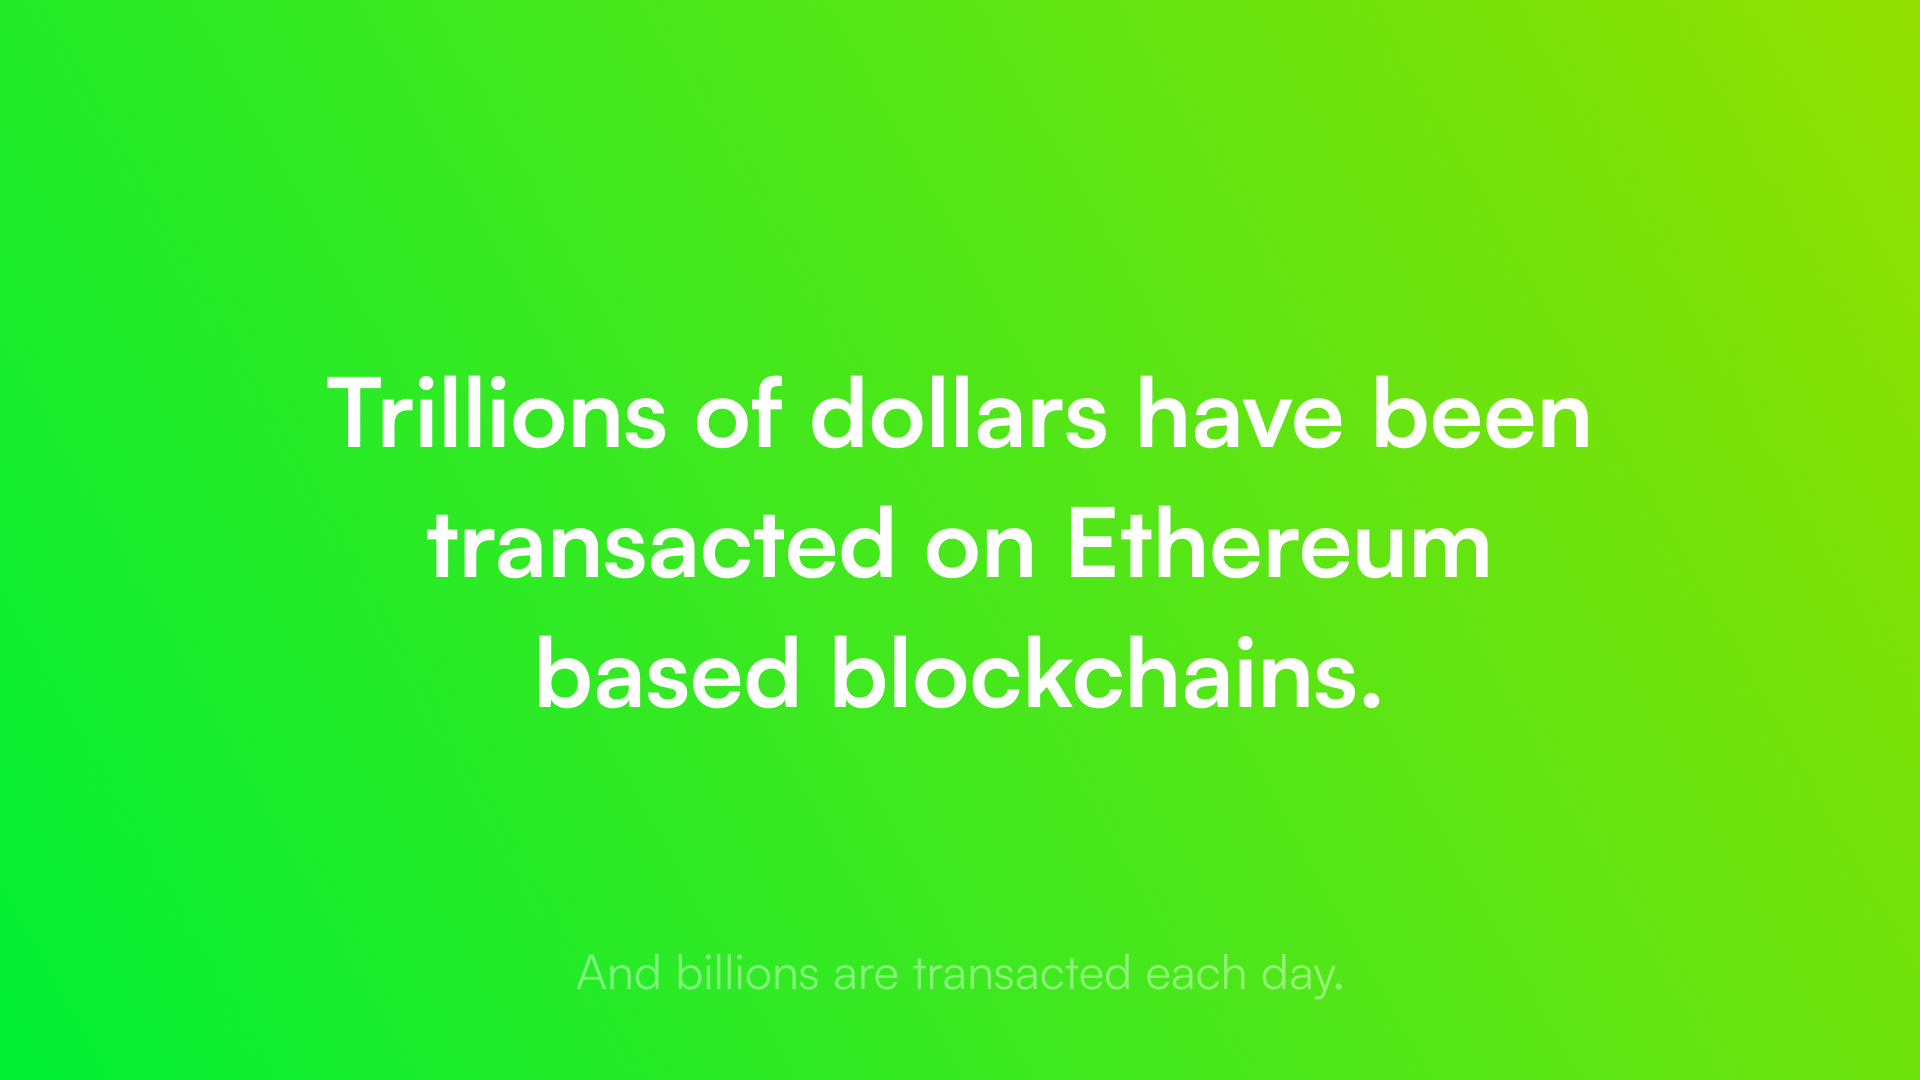 Trillions of dollars have been
transacted on Ethereum
based blockchains.
And billions are transacted each day.